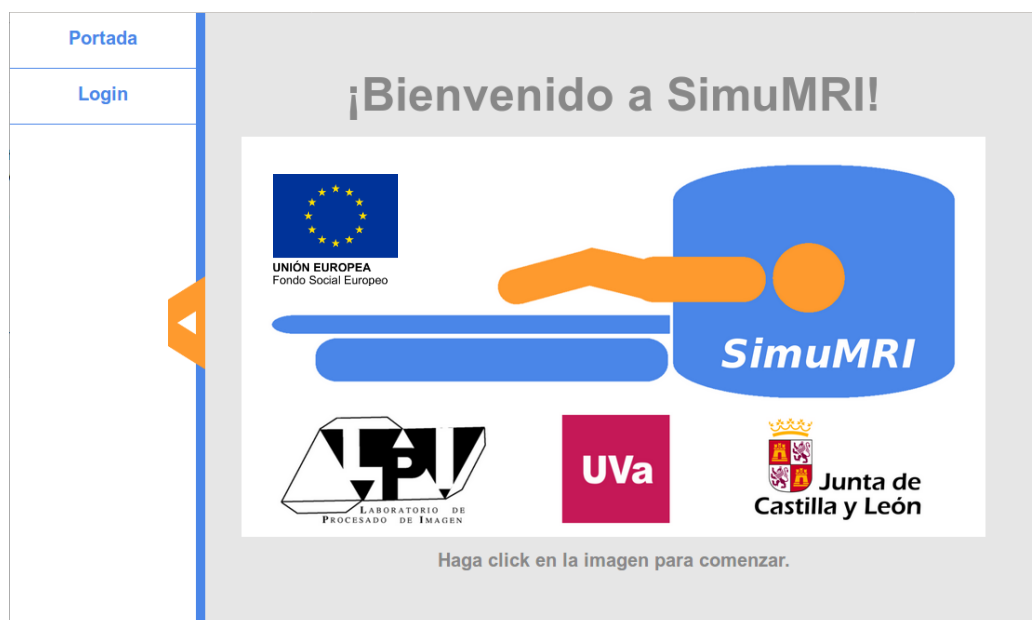 Portada
Login
¡Bienvenido a SimuMRI!
UNIÓN EUROPEA
Fondo Social Europeo
SimuMRI
LPI
LABORATORIO DE
PROCESADO DE IMAGEN
UVa
Junta de
Castilla y León
Haga click en la imagen para comenzar.